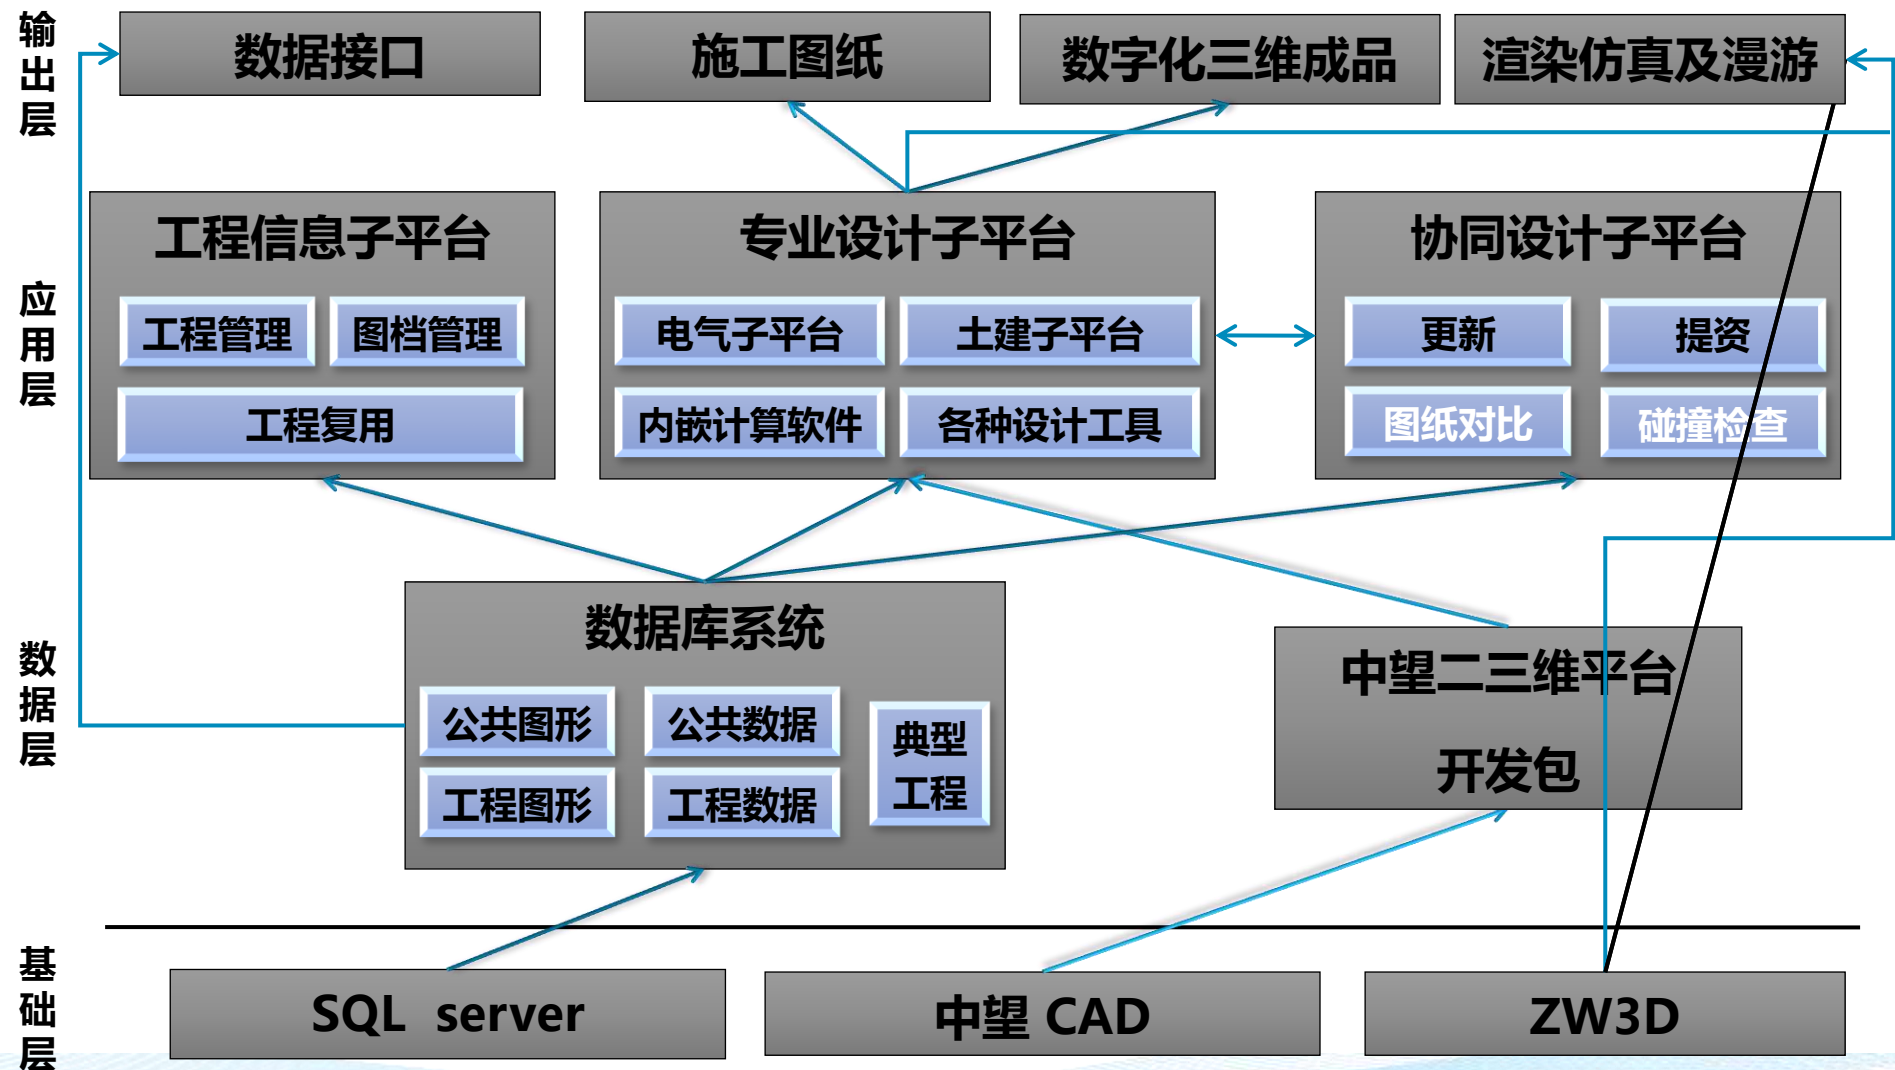 输出层
数据接口
施工图纸
数字化三维成品
渲染仿真及漫游
应用层
工程信息子平台
工程管理
图档管理
工程复用
专业设计子平台
电气子平台
土建子平台
内嵌计算软件
各种设计工具
协同设计子平台
更新
提资
图纸对比
碰撞检查
数据层
数据库系统
公共图形
公共数据
工程图形
工程数据
典型
工程
中望二三维平台
开发包
基础层
SQL server
中望 CAD
ZW3D